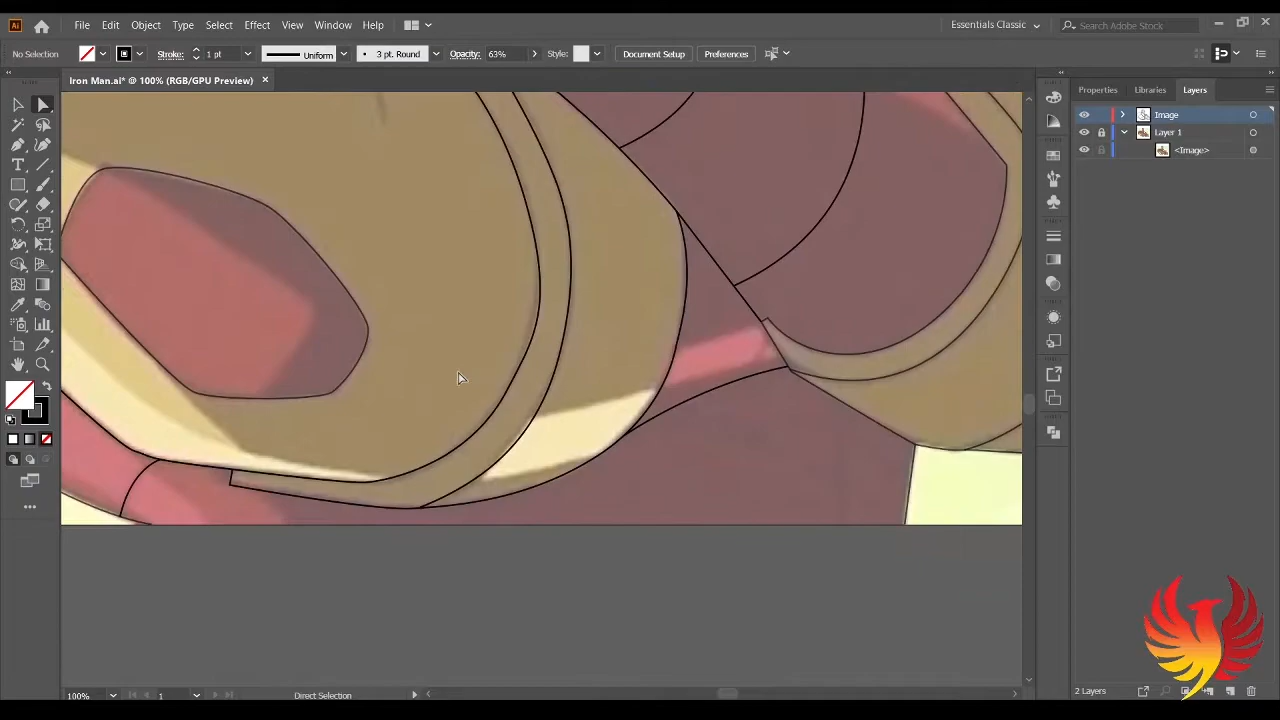 Ai File Edit Object Type Select Effect View Window Help Essentials Classic Search Adobe Stock
No Selection Stroke: 1 pt Uniform 3 pt. Round Opacity: 63% Style: Document Setup Preferences
Iron Man.ai* @ 100% (RGB/GPU Preview)
Properties Libraries Layers
Image
Layer 1
<Image>
100% 1 Direct Selection 2 Layers